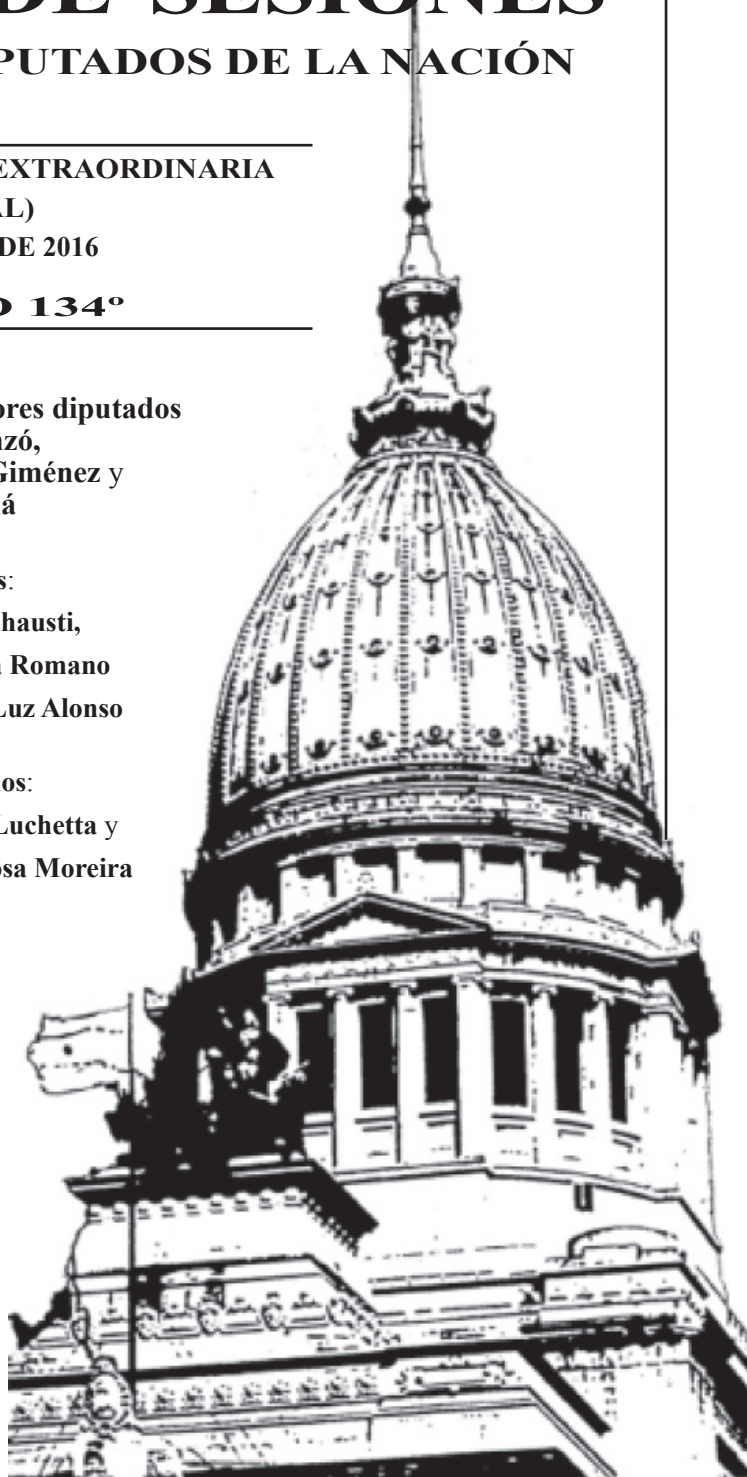 DE SESIONES
PUTADOS DE LA NACIÓN
EXTRAORDINARIA
AL)
DE 2016
O 134º
ores diputados
nzó,
Giménez y
á
s:
hausti,
Romano
Luz Alonso
os:
Luchetta y
osa Moreira